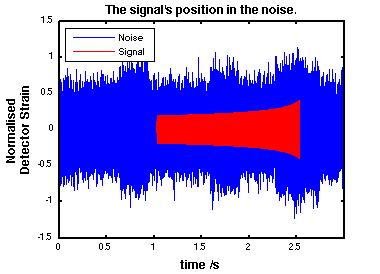 The signal's position in the noise.
1.5
1
0.5
0
-0.5
-1
-1.5
Noise
Signal
Normalised
Detector Strain
0 0.5 1 1.5 2 2.5
time /s